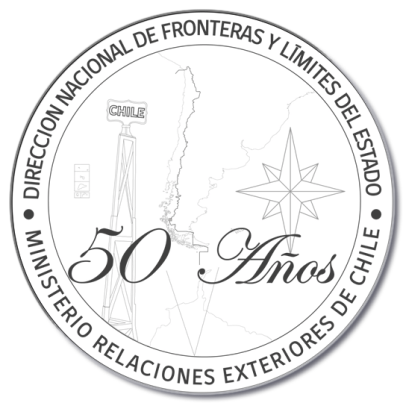 DIRECCION NACIONAL DE FRONTERAS Y LÍMITES DEL ESTADO
CHILE
50 Años
MINISTERIO RELACIONES EXTERIORES DE CHILE